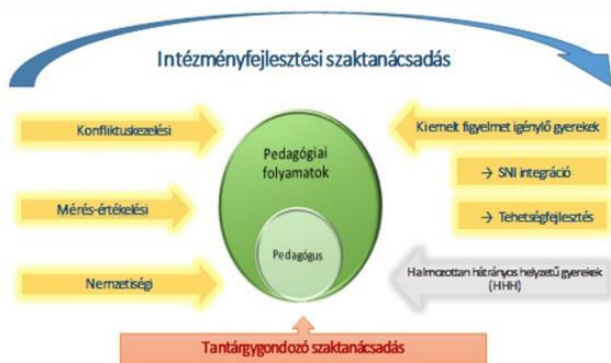 Intézményfejlesztési szaktanácsadás
Konfliktuskezelési
Kiemelt figyelmet igénylő gyerekek
Pedagógiai
folyamatok
→ SNI integráció
Mérés-értékelési
→ Tehetségfejlesztés
Pedagógus
Nemzetiségi
Halmozottan hátrányos helyzetű gyerekek
(HHH)
Tantárgygondozó szaktanácsadás